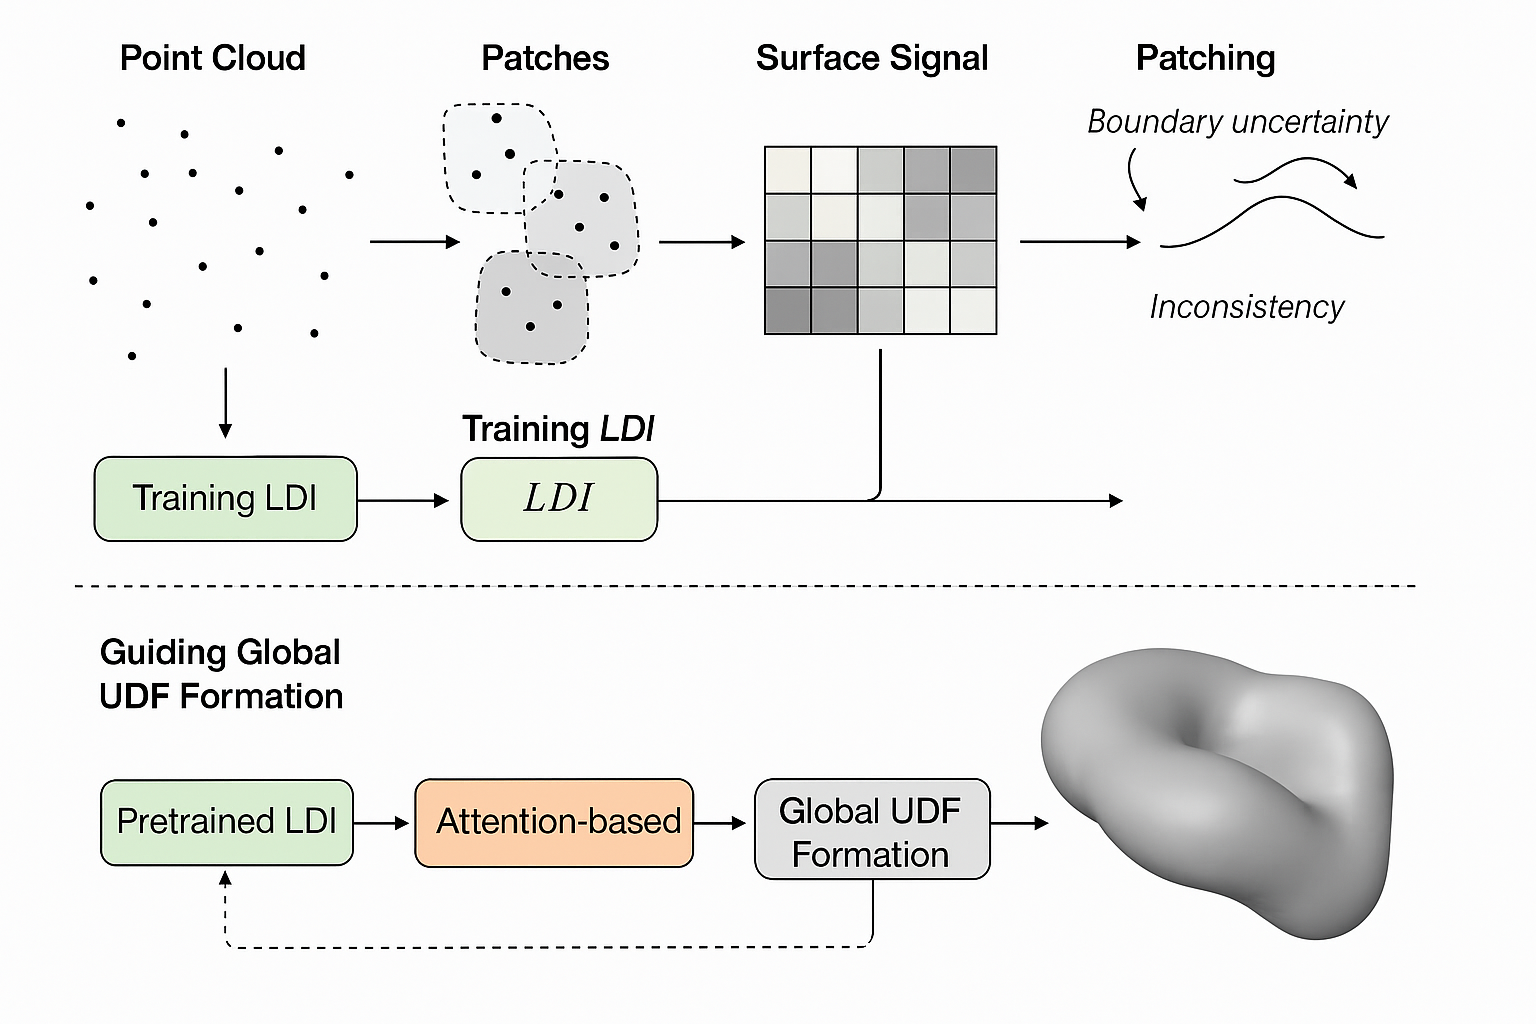 Point Cloud
Patches
Surface Signal
Patching
Boundary uncertainty
Inconsistency
Training LDI
Training LDI
LDI
Guiding Global
UDF Formation
Pretrained LDI
Attention-based
Global UDF
Formation